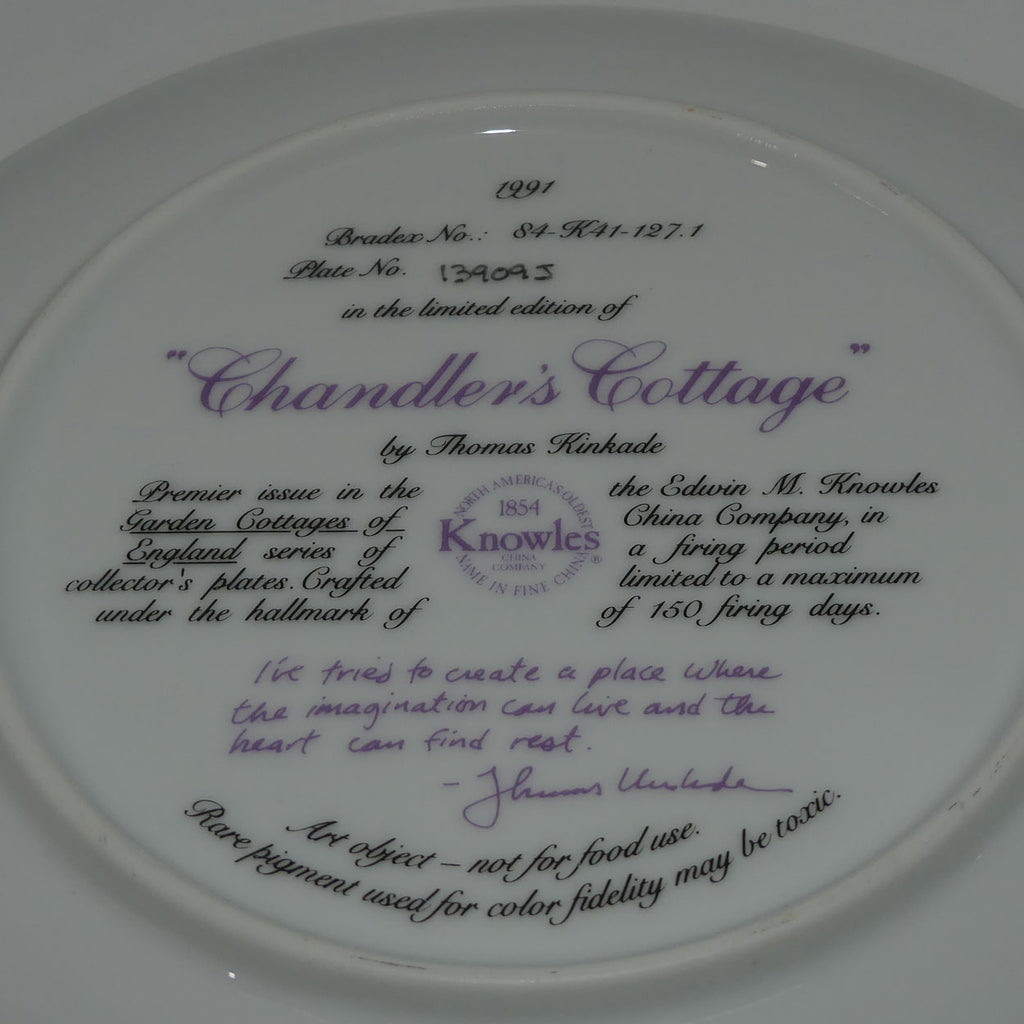 1991
Bradex No.: 84-K41-127.1
Plate No. 13909J
in the limited edition of
"Chandler's Cottage"
by Thomas Kinkade
Premier issue in the
Garden Cottages of
England series of
collector's plates. Crafted
under the hallmark of
NORTH AMERICA'S OLDEST
1854
Knowles®
CHINA
COMPANY
NAME IN FINE CHINA
the Edwin M. Knowles
China Company, in
a firing period
limited to a maximum
of 150 firing days.
I've tried to create a place where
the imagination can live and the
heart can find rest.
- Thomas Kinkade
Art object – not for food use.
Rare pigment used for color fidelity may be toxic.